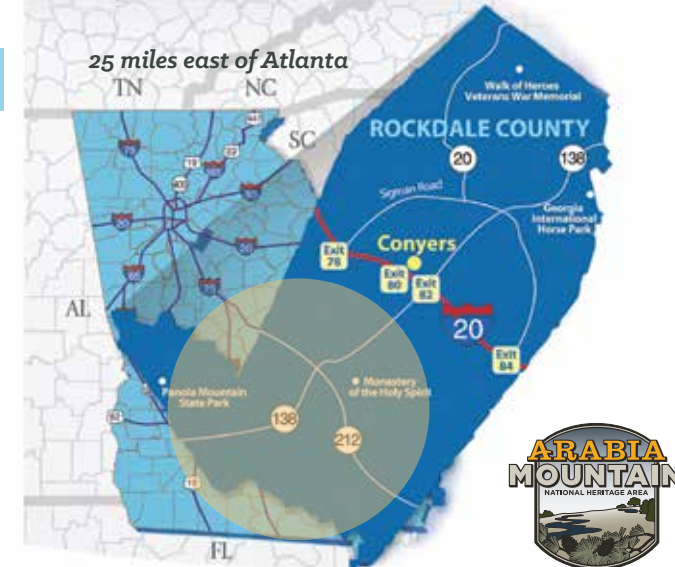 25 miles east of Atlanta
TN
NC
SC
Walk of Heroes
Veterans War Memorial
ROCKDALE COUNTY
20
138
Sigman Road
Georgia
International
Horse Park
Conyers
Exit
78
Exit
80
Exit
82
20
AL
Exit
84
Panola Mountain
State Park
Monastery
of the Holy Spirit
138
212
ARABIA
MOUNTAIN
NATIONAL HERITAGE AREA
FL